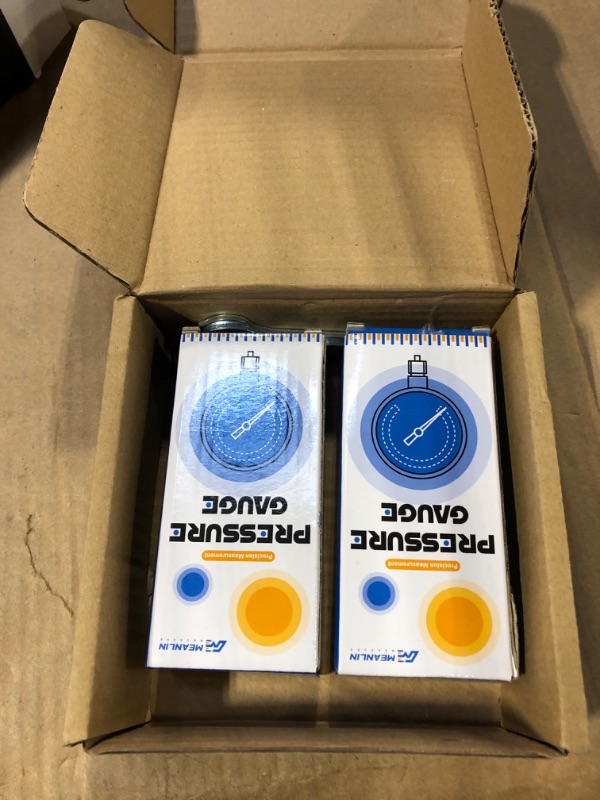 PRESSURE
GAUGE
Precision Measurement
MEANLIN
PRESSURE
GAUGE
Precision Measurement
MEANLIN